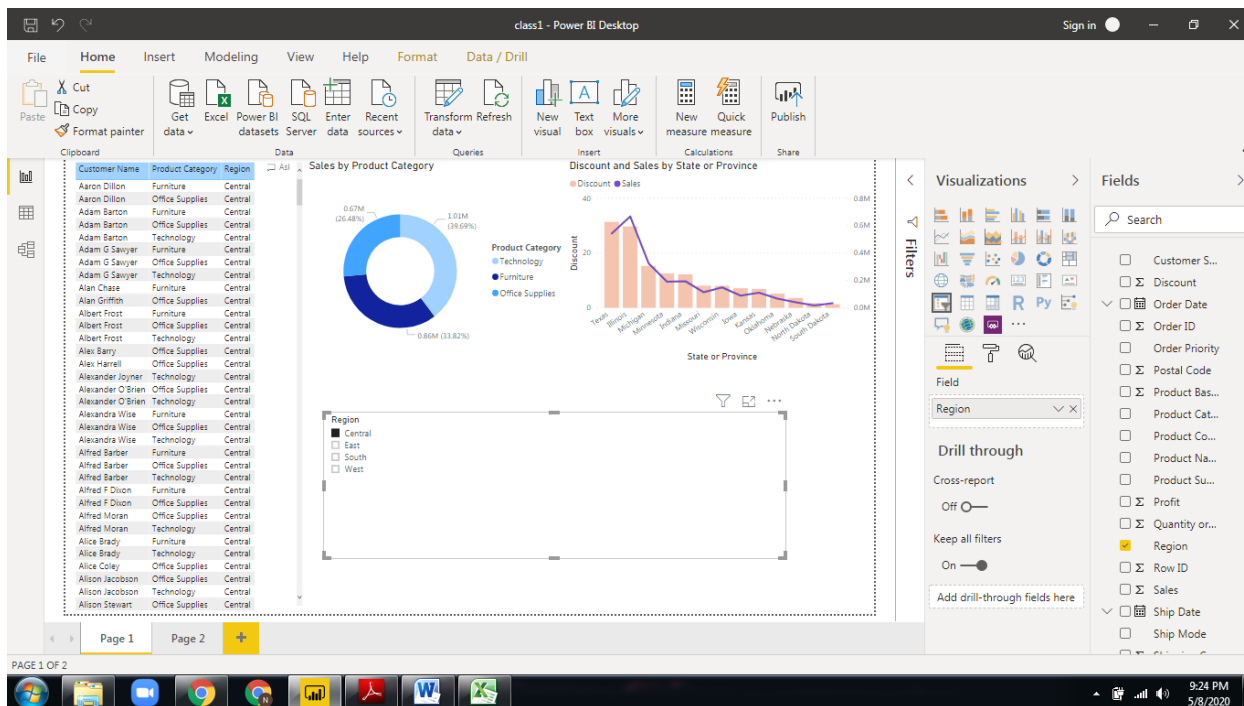 class1 - Power BI Desktop
Sign in
File Home Insert Modeling View Help Format Data / Drill
Paste
Cut
Copy
Format painter
Get data
Excel
Power BI datasets
SQL Server
Enter data
Recent sources
Transform data
Refresh
New visual
Text box
More visuals
New measure
Quick measure
Publish
Clipboard
Data
Queries
Insert
Calculations
Share
Customer Name Product Category Region
Aaron Dillon Furniture Central
Aaron Dillon Office Supplies Central
Adam Barton Furniture Central
Adam Barton Office Supplies Central
Adam Barton Technology Central
Adam G Sawyer Furniture Central
Adam G Sawyer Office Supplies Central
Adam G Sawyer Technology Central
Alan Chase Furniture Central
Alan Griffith Office Supplies Central
Albert Frost Furniture Central
Albert Frost Office Supplies Central
Albert Frost Technology Central
Alex Barry Office Supplies Central
Alex Harrell Office Supplies Central
Alexander Joyner Technology Central
Alexander O'Brien Office Supplies Central
Alexander O'Brien Technology Central
Alexandra Wise Furniture Central
Alexandra Wise Office Supplies Central
Alexandra Wise Technology Central
Alfred Barber Furniture Central
Alfred Barber Office Supplies Central
Alfred Barber Technology Central
Alfred F Dixon Furniture Central
Alfred F Dixon Office Supplies Central
Alfred Moran Office Supplies Central
Alfred Moran Technology Central
Alice Brady Furniture Central
Alice Brady Technology Central
Alice Coley Office Supplies Central
Alison Jacobson Office Supplies Central
Alison Jacobson Technology Central
Alison Stewart Office Supplies Central
Sales by Product Category
0.67M
(26.48%)
1.01M
(39.69%)
0.86M (33.82%)
Product Category
Technology
Furniture
Office Supplies
Discount and Sales by State or Province
Discount Sales
40
20
0
Discount
0.8M
0.6M
0.4M
0.2M
0.0M
Texas
Illinois
Michigan
Minnesota
Indiana
Missouri
Wisconsin
Iowa
Kansas
Oklahoma
Nebraska
North Dakota
South Dakota
State or Province
Region
Central
East
South
West
Filters
Visualizations
R Py
123
Field
Region
Drill through
Cross-report
Off
Keep all filters
On
Add drill-through fields here
Fields
Search
Customer S...
Σ Discount
Order Date
Σ Order ID
Order Priority
Σ Postal Code
Σ Product Bas...
Product Cat...
Product Co...
Product Na...
Product Su...
Σ Profit
Σ Quantity or...
Region
Σ Row ID
Σ Sales
Ship Date
Ship Mode
Page 1
Page 2
+
PAGE 1 OF 2
9:24 PM
5/8/2020